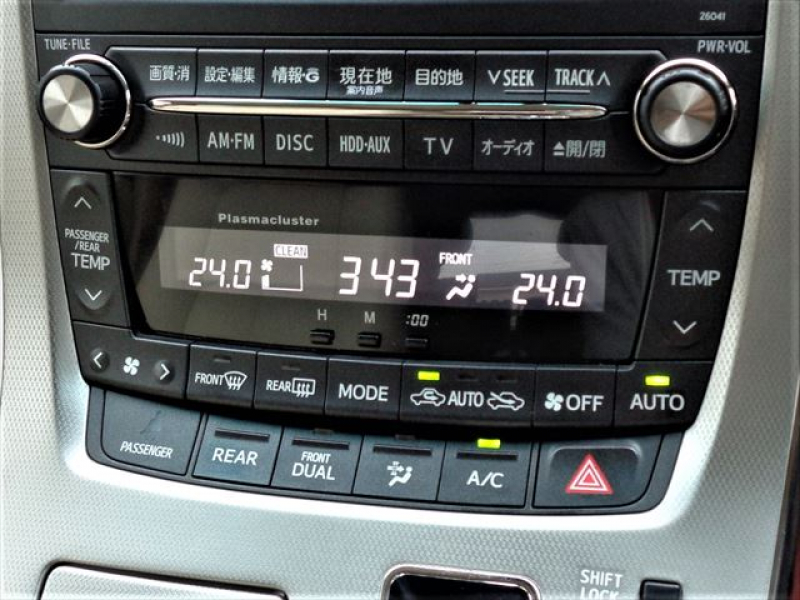 26041
TUNE·FILE
PWR·VOL
画質·消
設定·編集
情報·G
現在地
案内音声
目的地
∨ SEEK
TRACK ∧
AM·FM
DISC
HDD·AUX
TV
オーディオ
⏏開/閉
Plasmacluster
PASSENGER
/REAR
TEMP
24.0
CLEAN
343
FRONT
24.0
TEMP
H
M
:00
FRONT
REAR
MODE
AUTO
OFF
AUTO
PASSENGER
REAR
FRONT
DUAL
A/C
SHIFT
LOCK